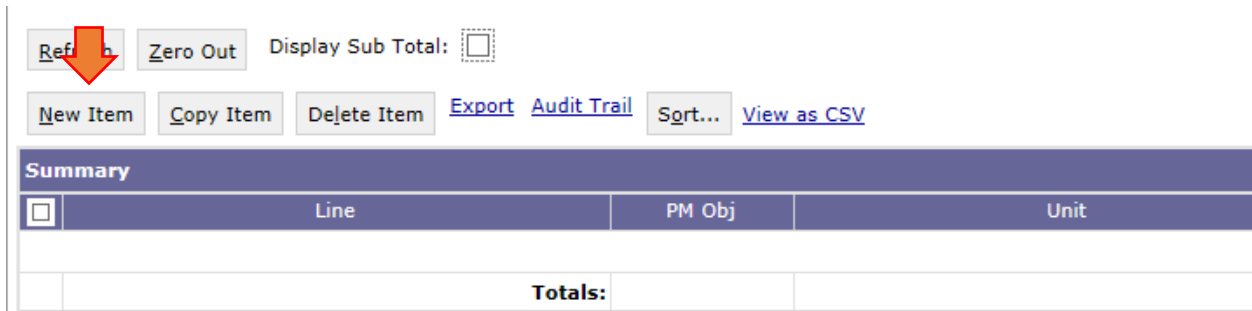 Zero Out Display Sub Total:
New Item Copy Item Delete Item Export Audit Trail Sort... View as CSV
Summary
Line PM Obj Unit
Totals: